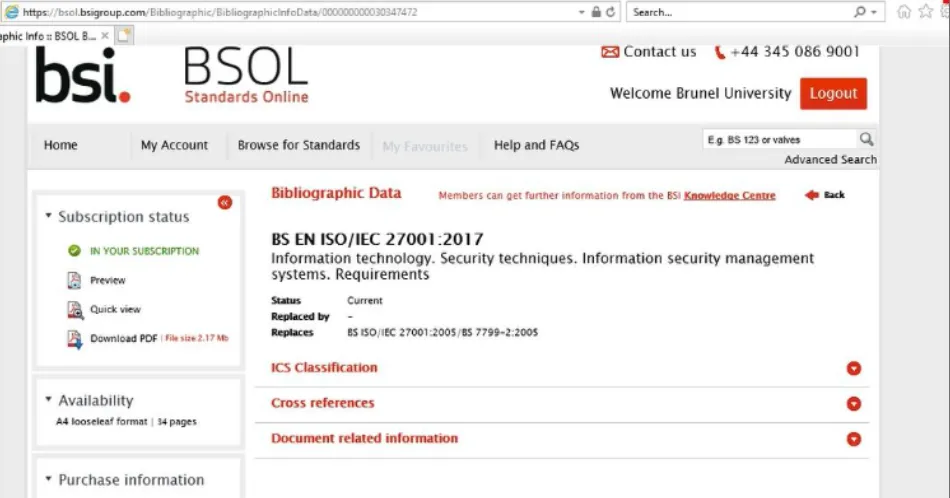 https://bsol.bsigroup.com/Bibliographic/BibliographicInfoData/000000000030347472
Search...
aphic Info :: BSOL B...
bsi.
BSOL
Standards Online
Contact us
+44 345 086 9001
Welcome Brunel University
Logout
Home
My Account
Browse for Standards
My Favourites
Help and FAQs
E.g. BS 123 or valves
Advanced Search
Subscription status
IN YOUR SUBSCRIPTION
Preview
Quick view
Download PDF | File size 2.17 Mb
Availability
A4 looseleaf format | 34 pages
Purchase information
Bibliographic Data
Members can get further information from the BSI Knowledge Centre
Back
BS EN ISO/IEC 27001:2017
Information technology. Security techniques. Information security management
systems. Requirements
Status Current
Replaced by -
Replaces BS ISO/IEC 27001:2005/BS 7799-2:2005
ICS Classification
Cross references
Document related information